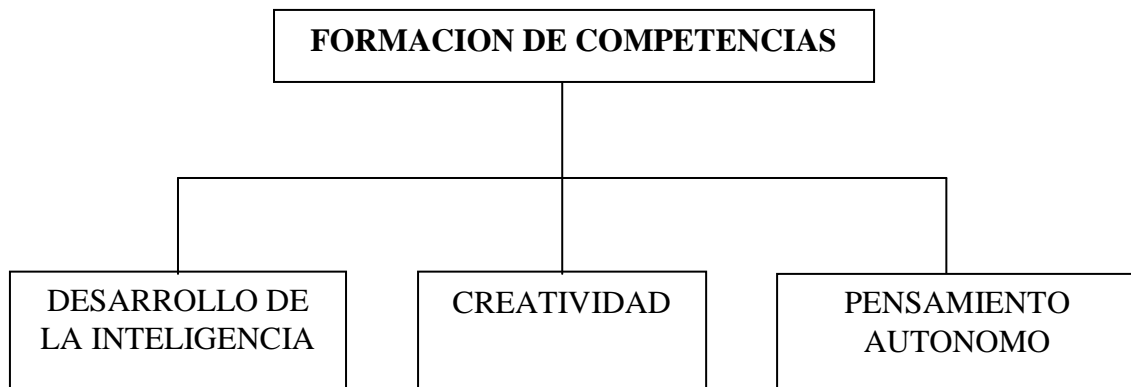 FORMACION DE COMPETENCIAS
DESARROLLO DE
LA INTELIGENCIA
CREATIVIDAD
PENSAMIENTO
AUTONOMO